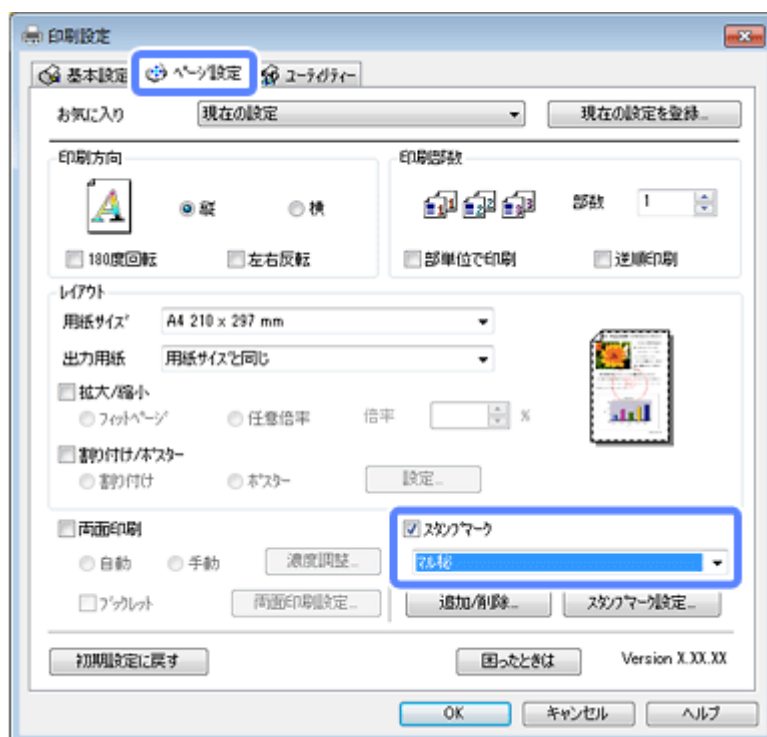 印刷設定
基本設定 ページ設定 ユーティリティー
お気に入り 現在の設定 現在の設定を登録...
印刷方向 印刷部数
縦 横 部数 1
180度回転 左右反転 部単位で印刷 逆順印刷
レイアウト
用紙サイズ A4 210 x 297 mm
出力用紙 用紙サイズと同じ
拡大/縮小
フィットページ 任意倍率 倍率 %
割り付け/ポスター
割り付け ポスター 設定...
両面印刷 スタンプマーク
自動 手動 濃度調整... マル秘
ブックレット 両面印刷設定... 追加/削除... スタンプマーク設定...
初期設定に戻す 困ったときは Version X.XX.XX
OK キャンセル ヘルプ